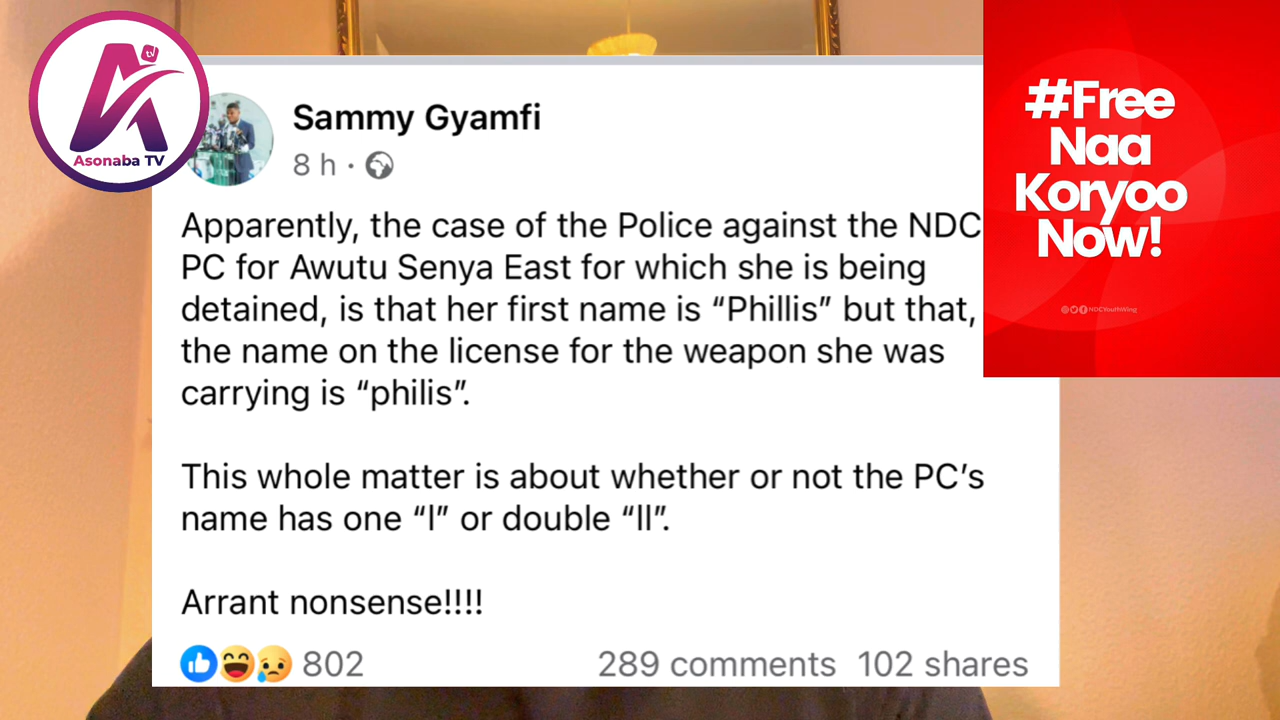 Asonaba TV
tv
Sammy Gyamfi
8 h ·
Apparently, the case of the Police against the NDC
PC for Awutu Senya East for which she is being
detained, is that her first name is “Phillis” but that,
the name on the license for the weapon she was
carrying is “philis”.
This whole matter is about whether or not the PC’s
name has one “l” or double “ll”.
Arrant nonsense!!!!
802
289 comments 102 shares
#Free
Naa
Koryoo
Now!
NDCYouthWing